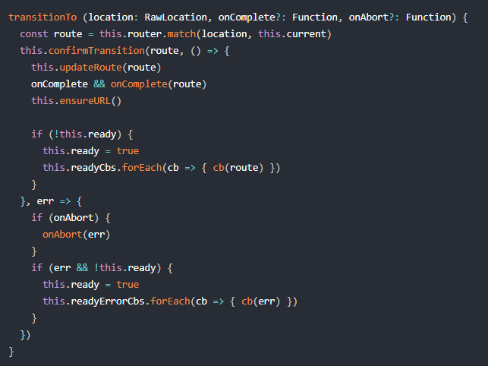 transitionTo (location: RawLocation, onComplete?: Function, onAbort?: Function) {
  const route = this.router.match(location, this.current)
  this.confirmTransition(route, () => {
    this.updateRoute(route)
    onComplete && onComplete(route)
    this.ensureURL()

    if (!this.ready) {
      this.ready = true
      this.readyCbs.forEach(cb => { cb(route) })
    }
  }, err => {
    if (onAbort) {
      onAbort(err)
    }
    if (err && !this.ready) {
      this.ready = true
      this.readyErrorCbs.forEach(cb => { cb(err) })
    }
  })
}